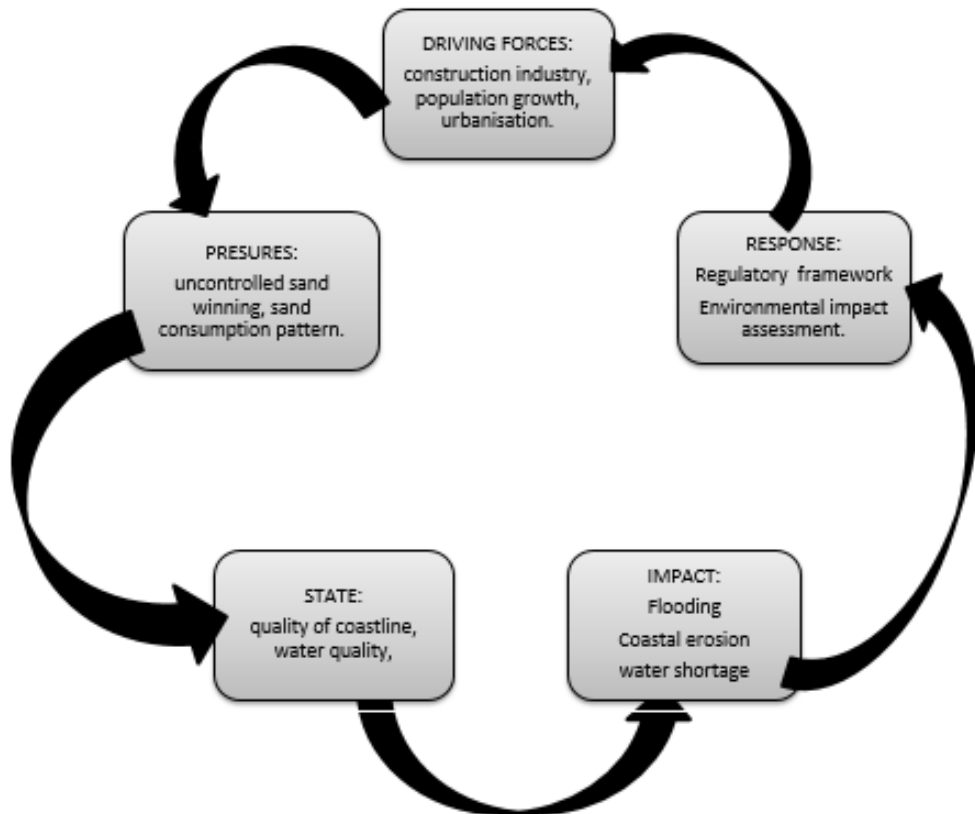 DRIVING FORCES:
construction industry,
population growth,
urbanisation.
PRESURES:
uncontrolled sand
winning, sand
consumption pattern.
STATE:
quality of coastline,
water quality,
IMPACT:
Flooding
Coastal erosion
water shortage
RESPONSE:
Regulatory framework
Environmental impact
assessment.